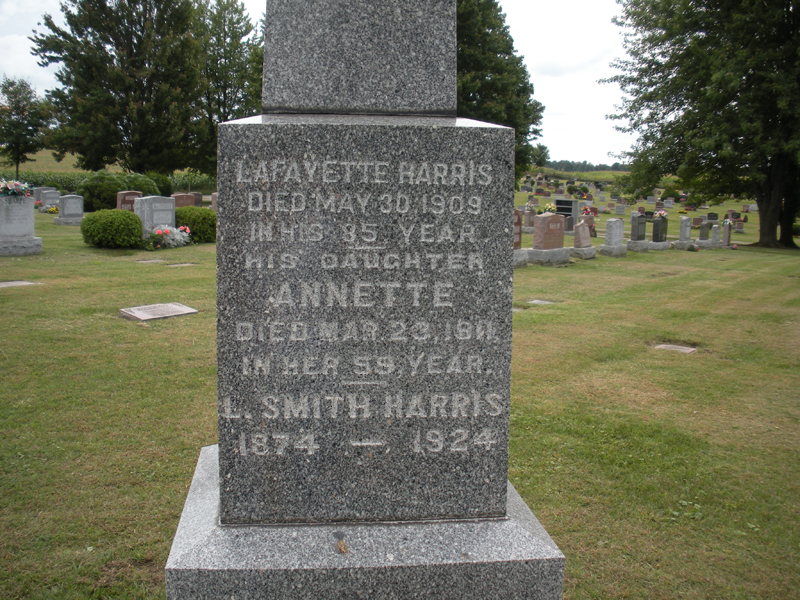 LAFAYETTE HARRIS
DIED MAY 30, 1909
IN HIS 85 YEAR
HIS DAUGHTER
ANNETTE
DIED MAR. 23, 1911.
IN HER 59 YEAR.
L. SMITH HARRIS
1874 — 1924